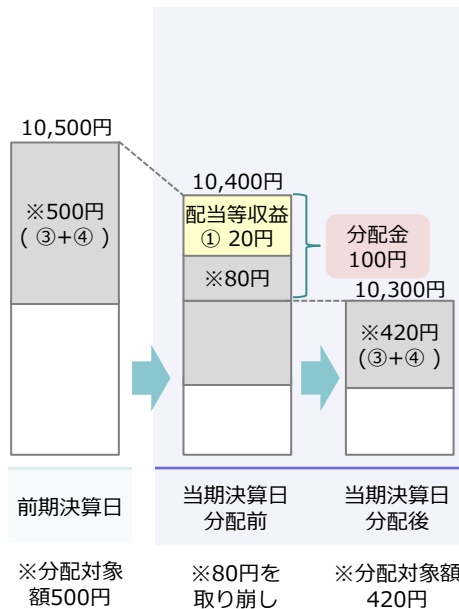 10,500円
※500円
(③+④)
前期決算日
※分配対象
額500円
10,400円
配当等収益
① 20円
※80円
分配金
100円
当期決算日
分配前
※80円を
取り崩し
10,300円
※420円
(③+④)
当期決算日
分配後
※分配対象額
420円